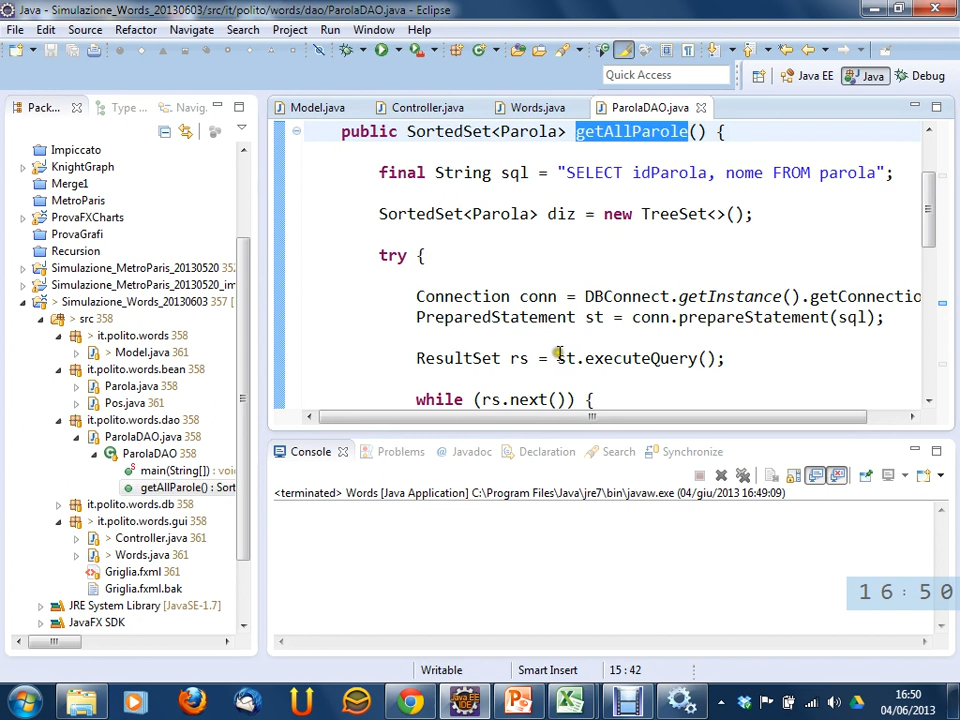 Java - Simulazione_Words_20130603/src/it/polito/words/dao/ParolaDAO.java - Eclipse
File Edit Source Refactor Navigate Search Project Run Window Help
Quick Access
Java EE
Java
Debug
Pack...
Type ...
Navig.
Impiccato
KnightGraph
Merge1
MetroParis
ProvaFXCharts
ProvaGrafi
Recursion
Simulazione_MetroParis_20130520 352
Simulazione_MetroParis_20130520_im
> Simulazione_Words_20130603 357 [
> src 358
> it.polito.words 358
> Model.java 361
it.polito.words.bean
Parola.java 361
Pos.java 361
it.polito.words.dao 358
ParolaDAO.java 358
ParolaDAO 358
main(String[]) : voi
getAllParole() : Sort
it.polito.words.db 358
> it.polito.words.gui 358
> Controller.java 361
> Words.java 361
Griglia.fxml 361
Griglia.fxml.bak
JRE System Library [JavaSE-1.7]
JavaFX SDK
Model.java
Controller.java
Words.java
ParolaDAO.java
public SortedSet<Parola> getAllParole() {
final String sql = "SELECT idParola, nome FROM parola";
SortedSet<Parola> diz = new TreeSet<>();
try {
Connection conn = DBConnect.getInstance().getConnectio
PreparedStatement st = conn.prepareStatement(sql);
ResultSet rs = st.executeQuery();
while (rs.next()) {
Console
Problems
Javadoc
Declaration
Search
Synchronize
<terminated> Words [Java Application] C:\Program Files\Java\jre7\bin\javaw.exe (04/giu/2013 16:49:09)
16:50
Writable
Smart Insert
15 : 42
16:50
04/06/2013